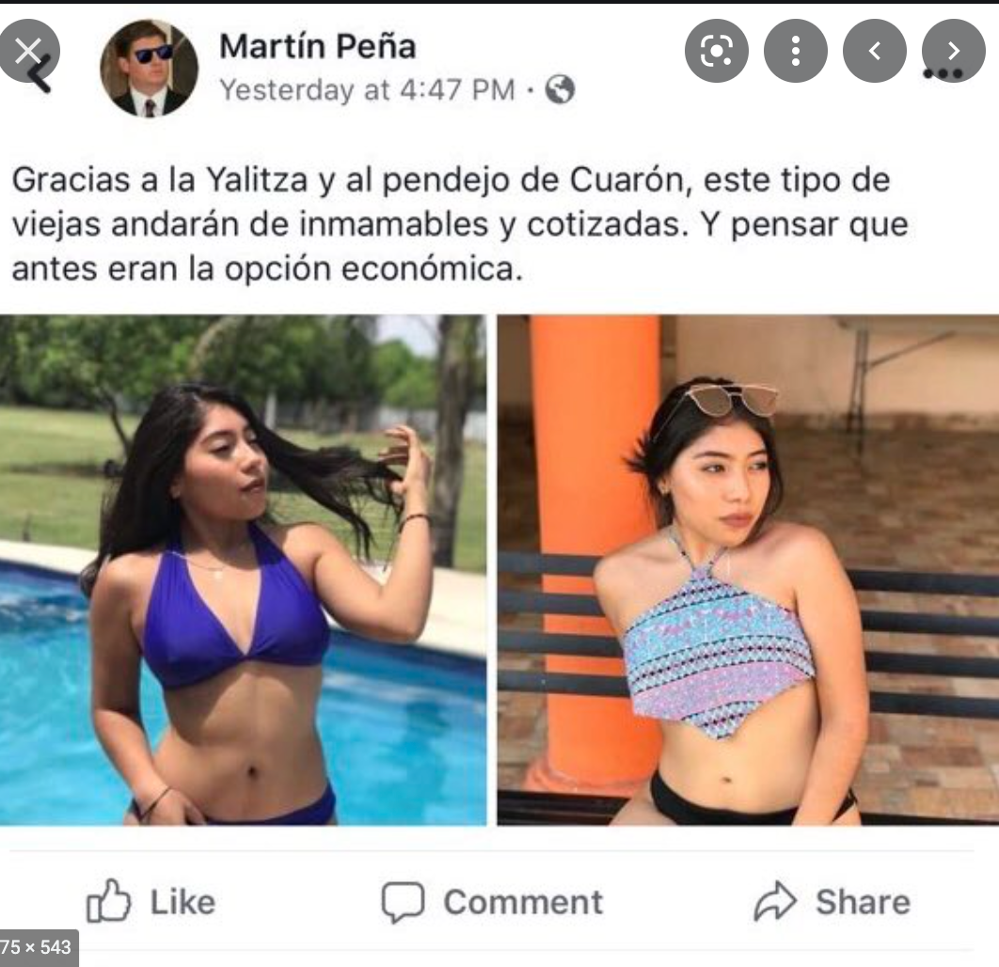 Martín Peña
Yesterday at 4:47 PM ·
Gracias a la Yalitza y al pendejo de Cuarón, este tipo de
viejas andarán de inmamables y cotizadas. Y pensar que
antes eran la opción económica.
Like
Comment
Share
75 × 543